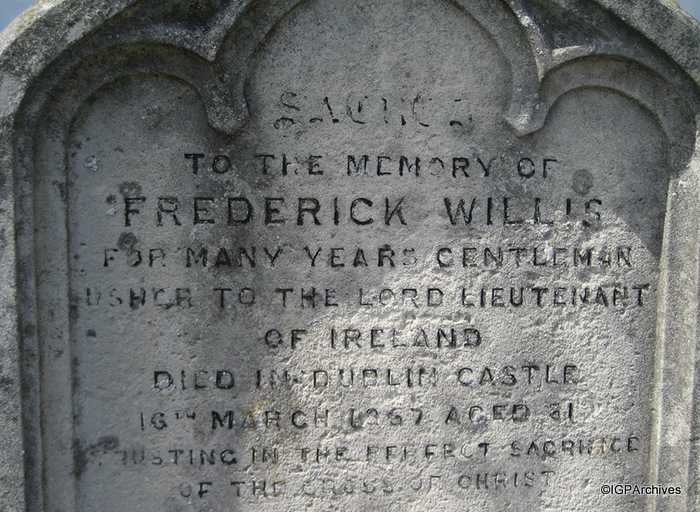 SACRED
TO THE MEMORY OF
FREDERICK WILLIS
FOR MANY YEARS GENTLEMAN
USHER TO THE LORD LIEUTENANT
OF IRELAND
DIED IN DUBLIN CASTLE
16TH MARCH AGED
TRUSTING IN THE PERFECT SACRIFICE
OF THE CROSS OF CHRIST
©IGPArchives